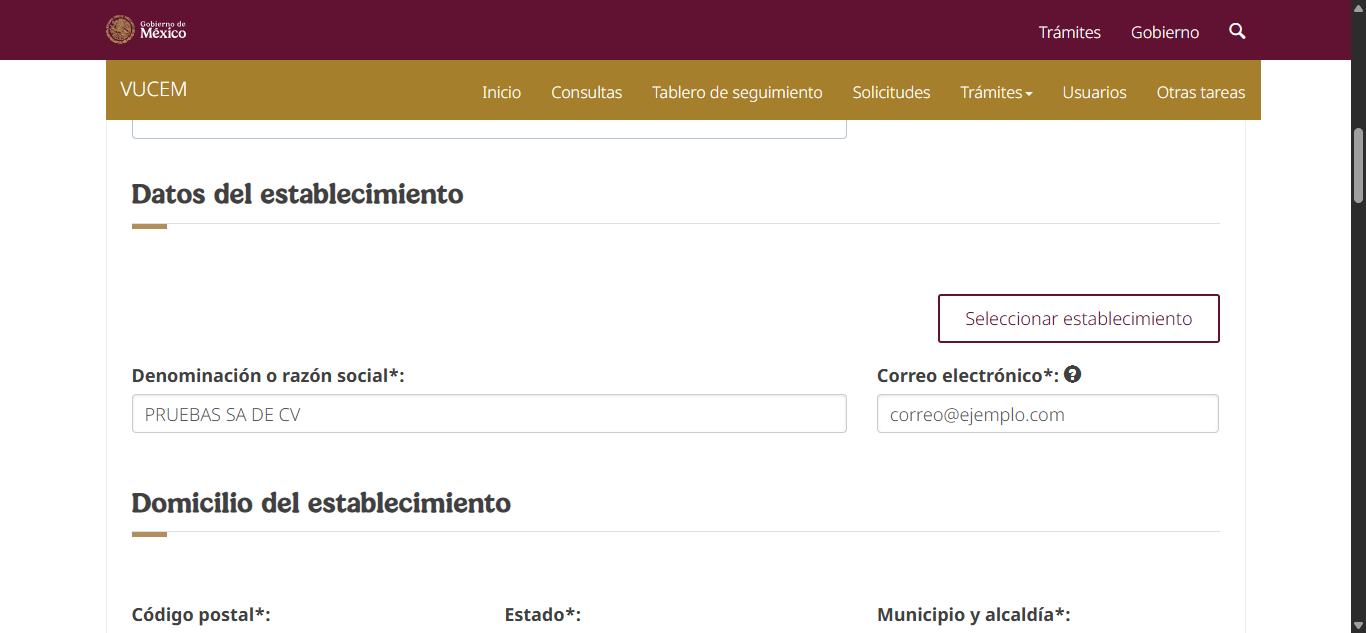 Gobierno de
México
Trámites Gobierno
VUCEM
Inicio Consultas Tablero de seguimiento Solicitudes Trámites Usuarios Otras tareas
Datos del establecimiento
Seleccionar establecimiento
Denominación o razón social*: Correo electrónico*: ?
PRUEBAS SA DE CV correo@ejemplo.com
Domicilio del establecimiento
Código postal*: Estado*: Municipio y alcaldía*: